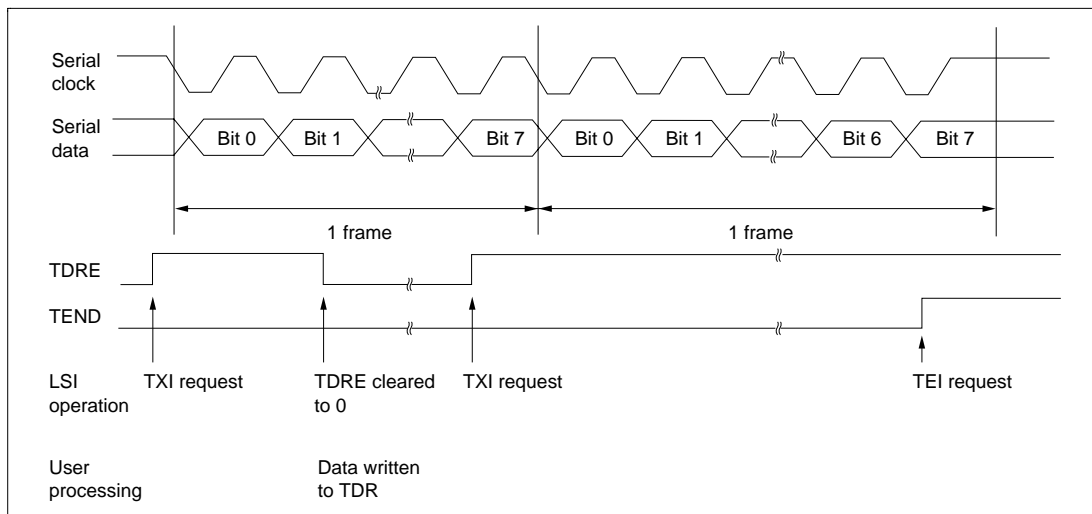 Serial
clock
Serial
data
Bit 0 Bit 1 Bit 7 Bit 0 Bit 1 Bit 6 Bit 7
1 frame 1 frame
TDRE
TEND
LSI
operation
TXI request
TDRE cleared
to 0
TXI request
TEI request
User
processing
Data written
to TDR